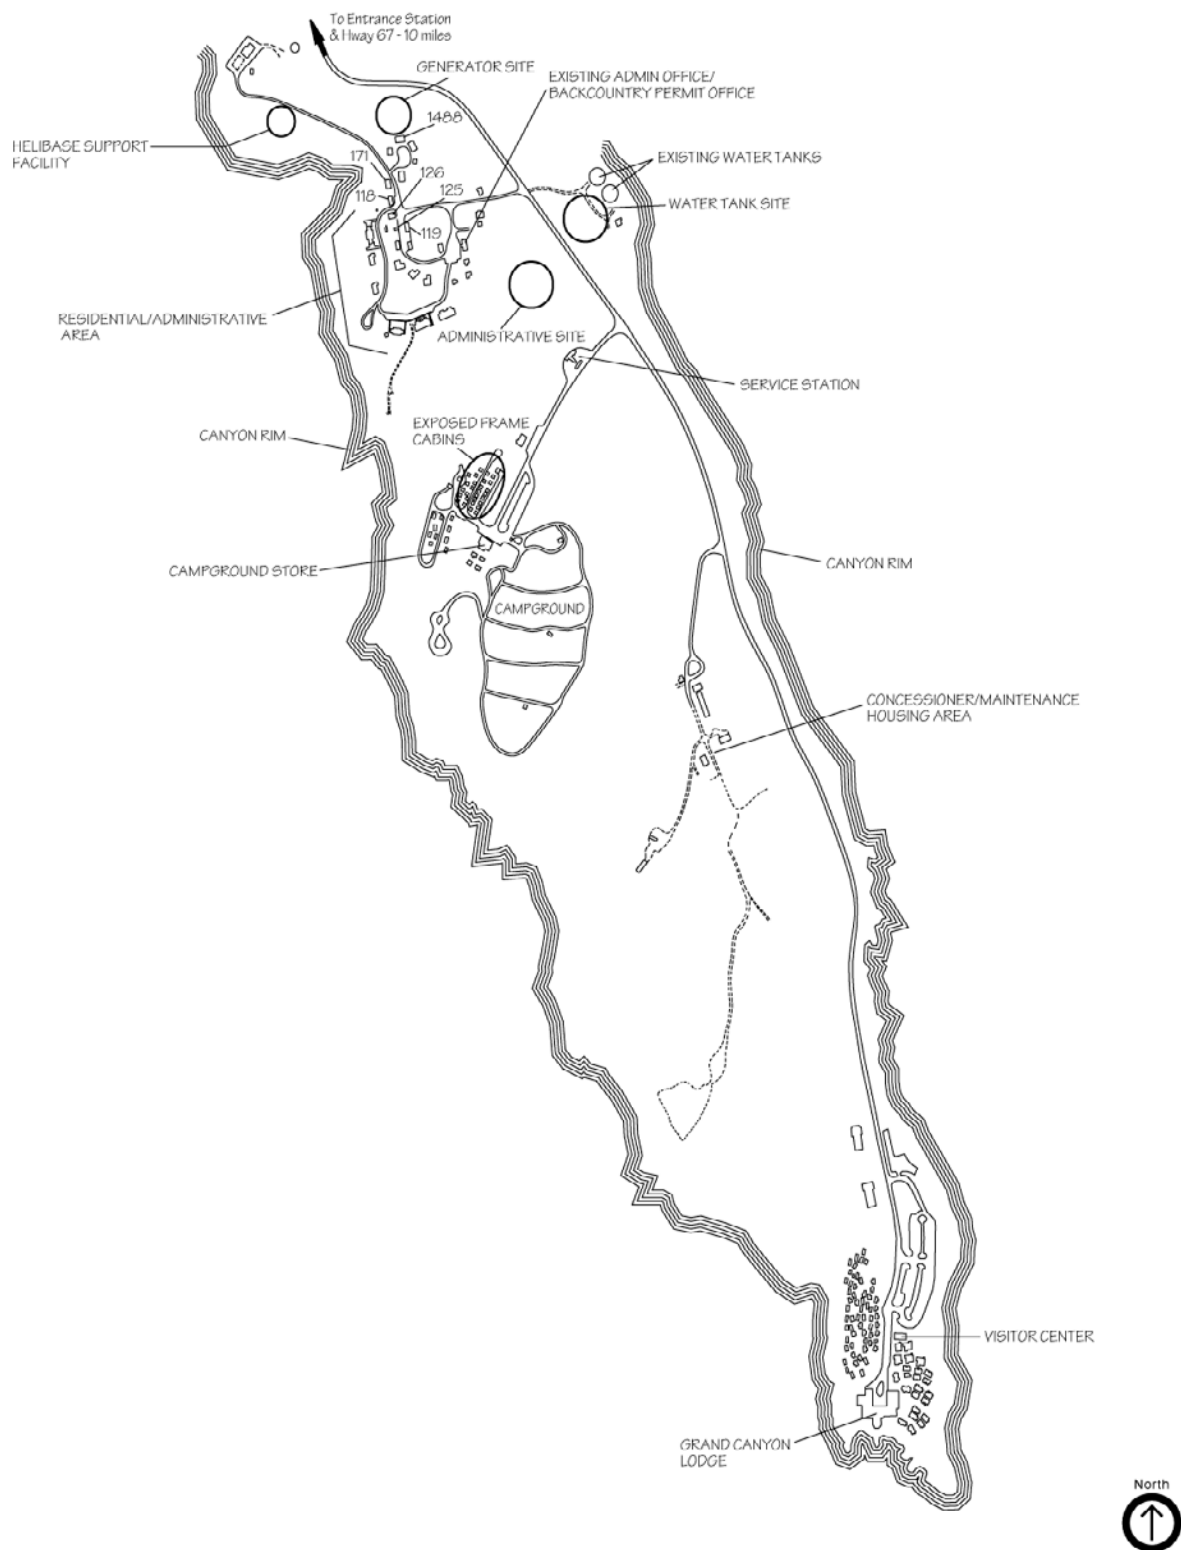 To Entrance Station
& Hway 67 - 10 miles
GENERATOR SITE
EXISTING ADMIN OFFICE/
BACKCOUNTRY PERMIT OFFICE
1488
HELIBASE SUPPORT
FACILITY
171
EXISTING WATER TANKS
126
118
125
WATER TANK SITE
119
RESIDENTIAL/ADMINISTRATIVE
AREA
ADMINISTRATIVE SITE
SERVICE STATION
EXPOSED FRAME
CABINS
CANYON RIM
CANYON RIM
CAMPGROUND STORE
CAMPGROUND
CONCESSIONER/MAINTENANCE
HOUSING AREA
VISITOR CENTER
GRAND CANYON
LODGE
North